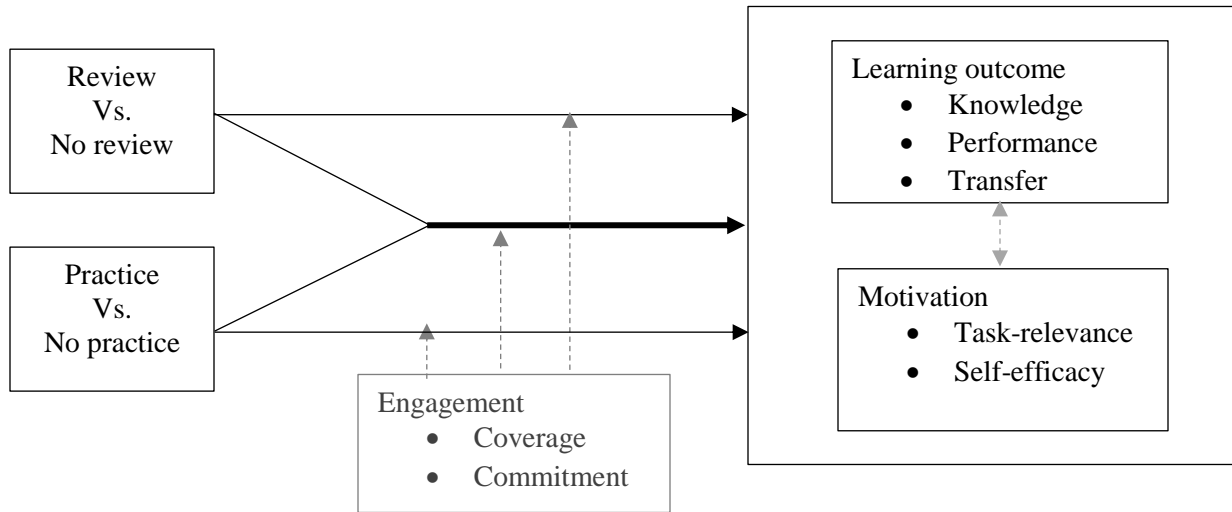 Review
Vs.
No review
Practice
Vs.
No practice
Engagement
● Coverage
● Commitment
Learning outcome
● Knowledge
● Performance
● Transfer
Motivation
● Task-relevance
● Self-efficacy